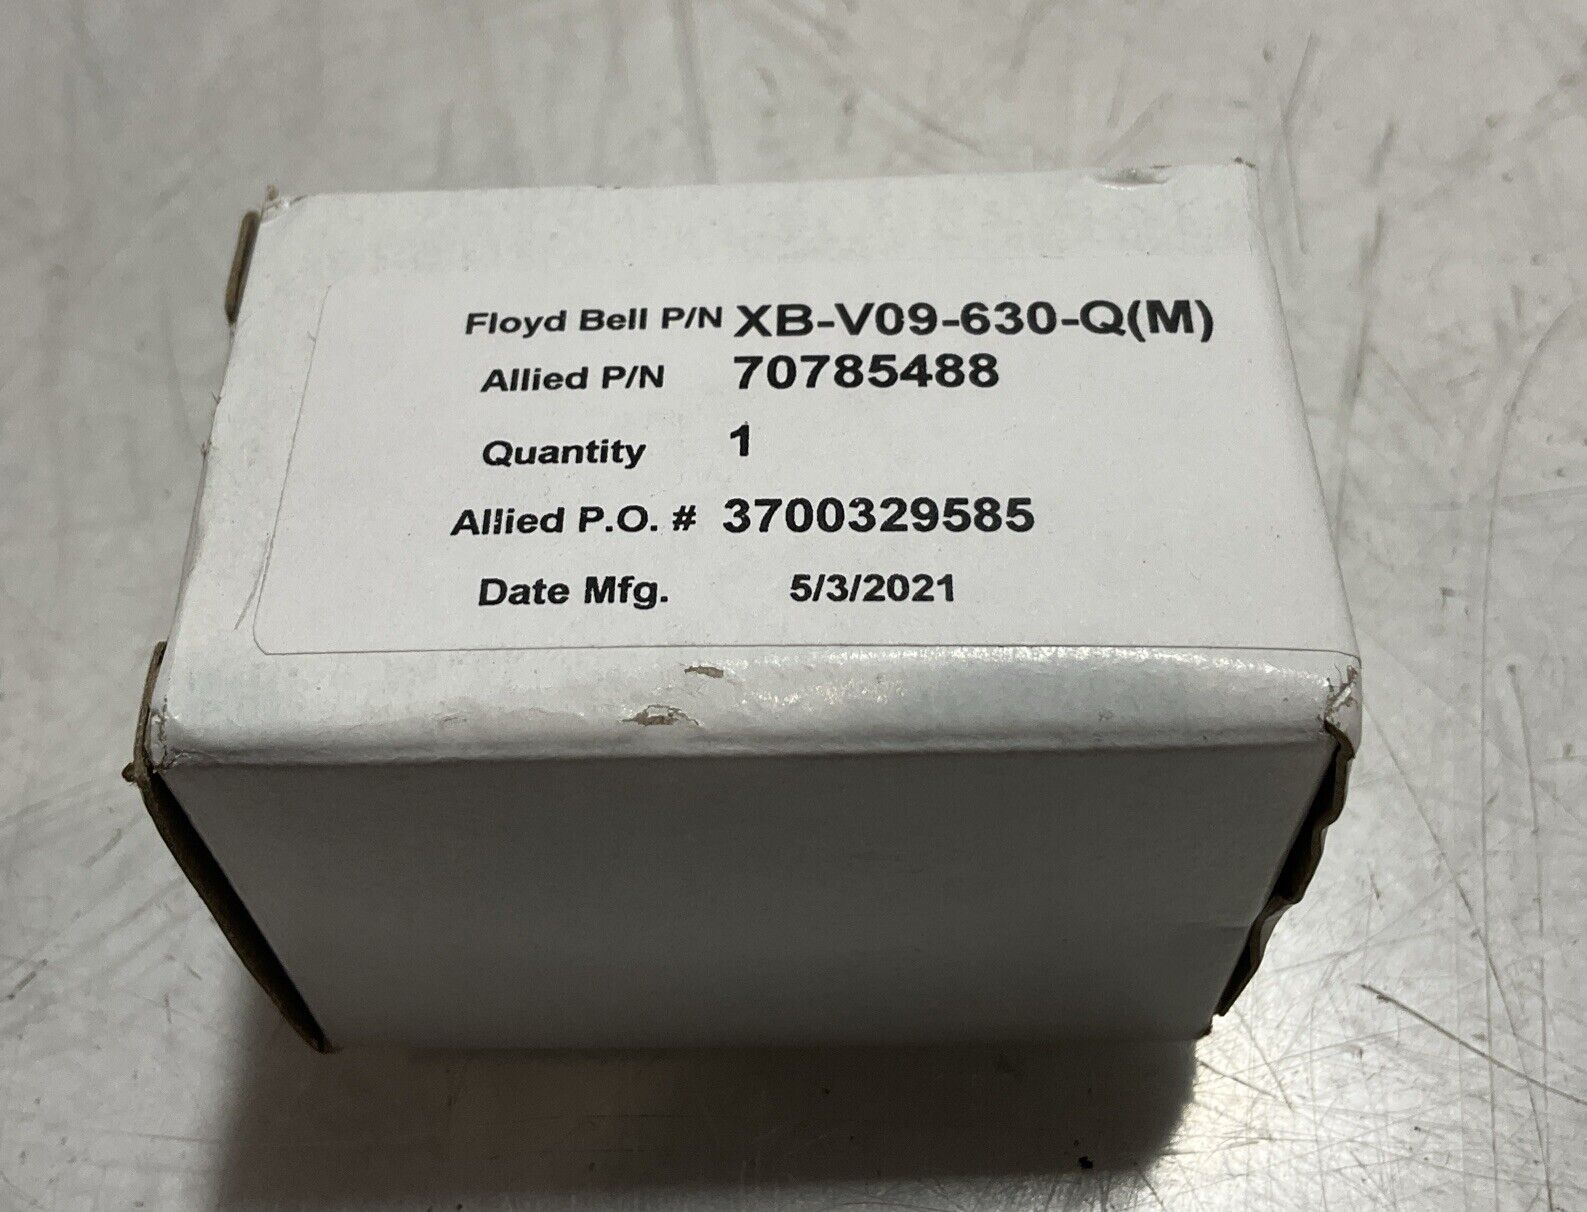 Floyd Bell P/N XB-V09-630-Q(M)
Allied P/N 70785488
Quantity 1
Allied P.O. # 3700329585
Date Mfg. 5/3/2021